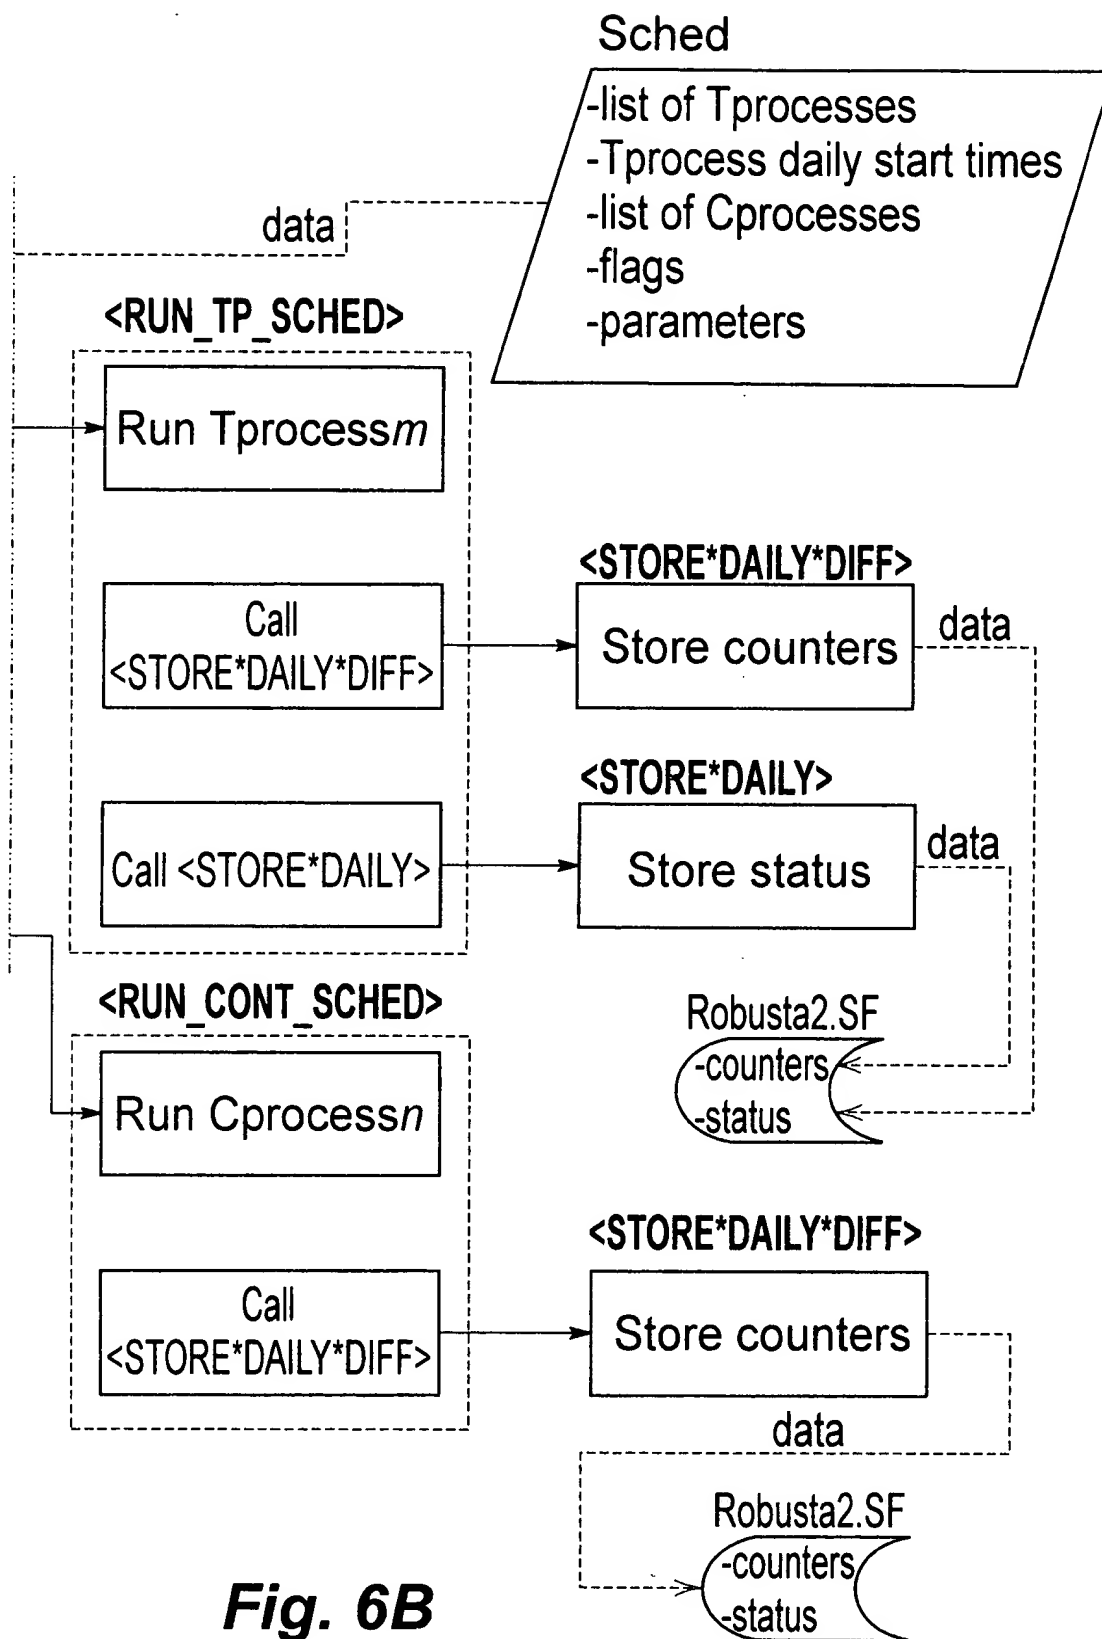 Sched
-list of Tprocesses
-Tprocess daily start times
-list of Cprocesses
-flags
-parameters
data
<RUN_TP_SCHED>
Run Tprocessm
<STORE*DAILY*DIFF>
Call
<STORE*DAILY*DIFF>
Store counters
data
<STORE*DAILY>
Call <STORE*DAILY>
Store status
data
<RUN_CONT_SCHED>
Robusta2.SF
-counters
-status
Run Cprocessn
<STORE*DAILY*DIFF>
Call
<STORE*DAILY*DIFF>
Store counters
data
Robusta2.SF
-counters
-status
Fig. 6B